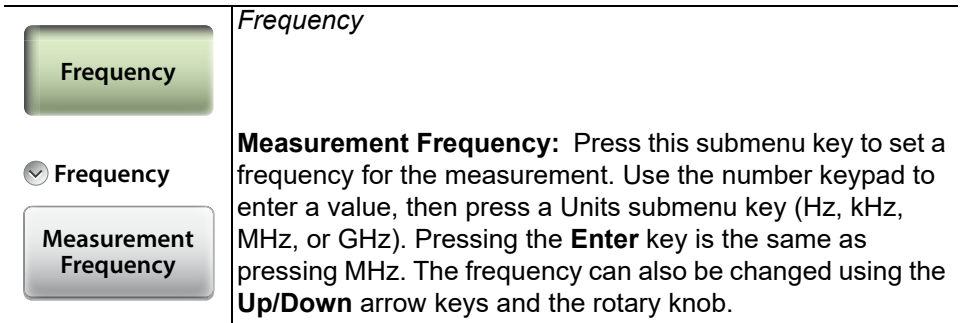 Frequency
Frequency
Frequency
Measurement
Frequency
Measurement Frequency: Press this submenu key to set a
frequency for the measurement. Use the number keypad to
enter a value, then press a Units submenu key (Hz, kHz,
MHz, or GHz). Pressing the Enter key is the same as
pressing MHz. The frequency can also be changed using the
Up/Down arrow keys and the rotary knob.